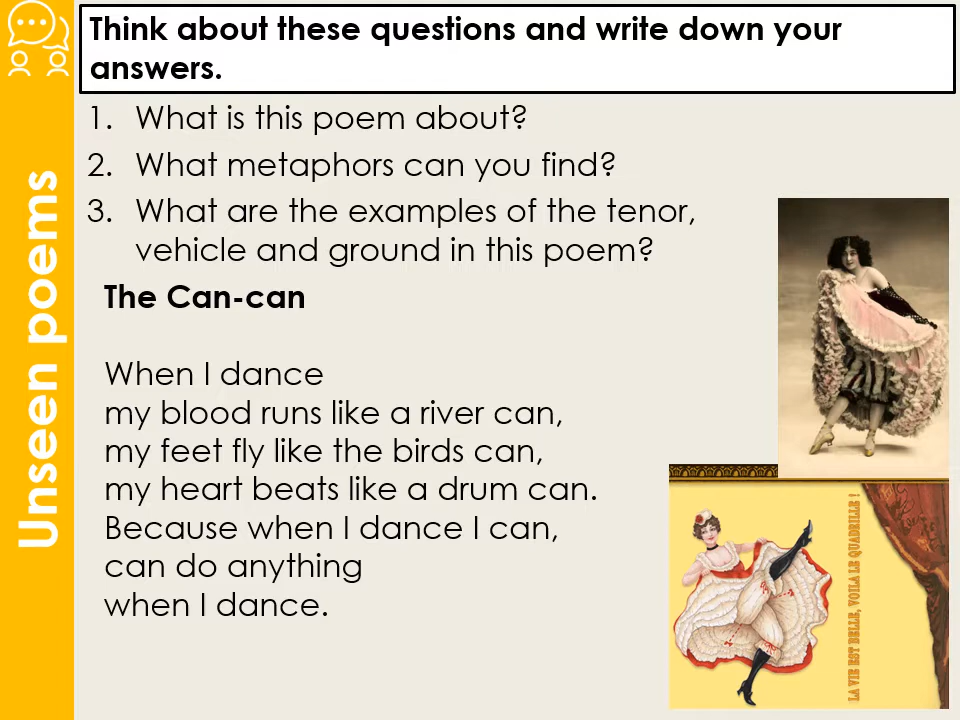 Unseen poems
Think about these questions and write down your
answers.
1. What is this poem about?
2. What metaphors can you find?
3. What are the examples of the tenor,
vehicle and ground in this poem?
The Can-can
When I dance
my blood runs like a river can,
my feet fly like the birds can,
my heart beats like a drum can.
Because when I dance I can,
can do anything
when I dance.
LA VIE EST BELLE, VOILA LE QUADRILLE !